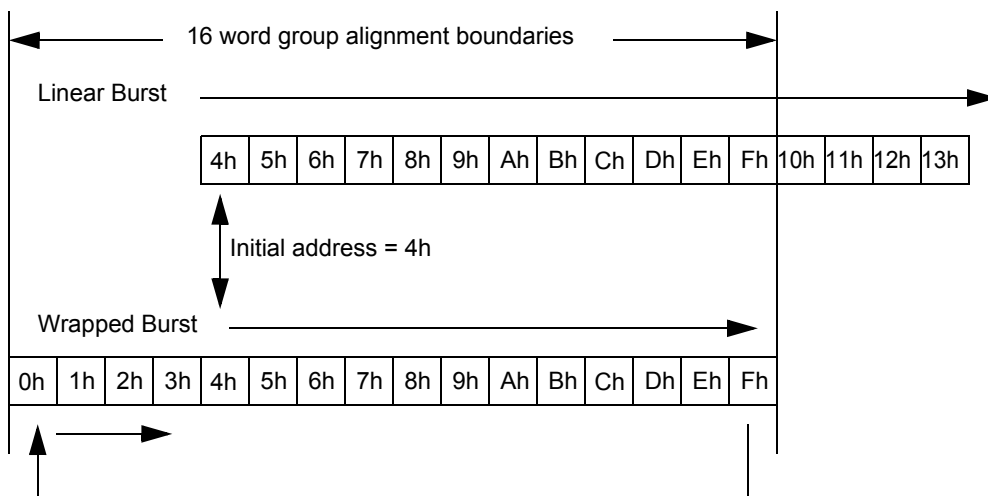 16 word group alignment boundaries
Linear Burst
4h 5h 6h 7h 8h 9h Ah Bh Ch Dh Eh Fh 10h 11h 12h 13h
Initial address = 4h
Wrapped Burst
0h 1h 2h 3h 4h 5h 6h 7h 8h 9h Ah Bh Ch Dh Eh Fh